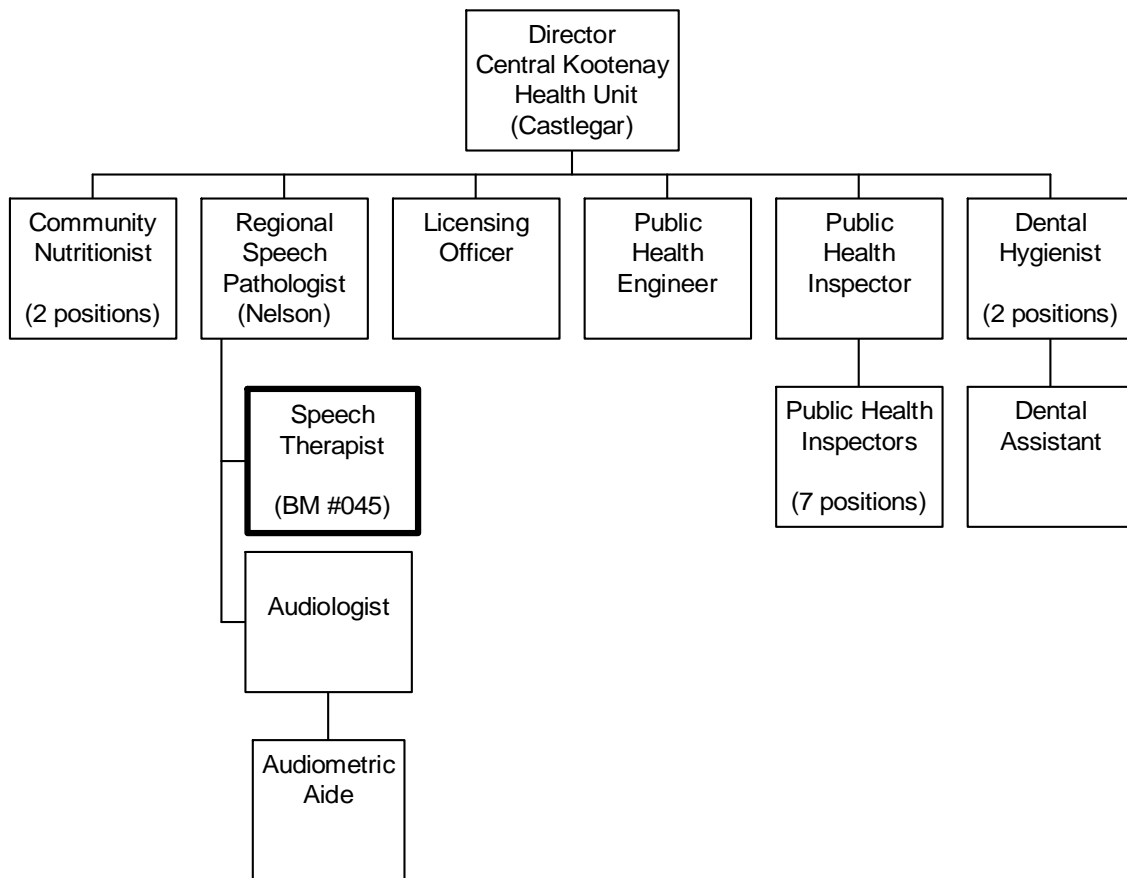 Director
Central Kootenay
Health Unit
(Castlegar)
Community
Nutritionist
(2 positions)
Regional
Speech
Pathologist
(Nelson)
Licensing
Officer
Public
Health
Engineer
Public
Health
Inspector
Dental
Hygienist
(2 positions)
Speech
Therapist
(BM #045)
Public Health
Inspectors
(7 positions)
Dental
Assistant
Audiologist
Audiometric
Aide